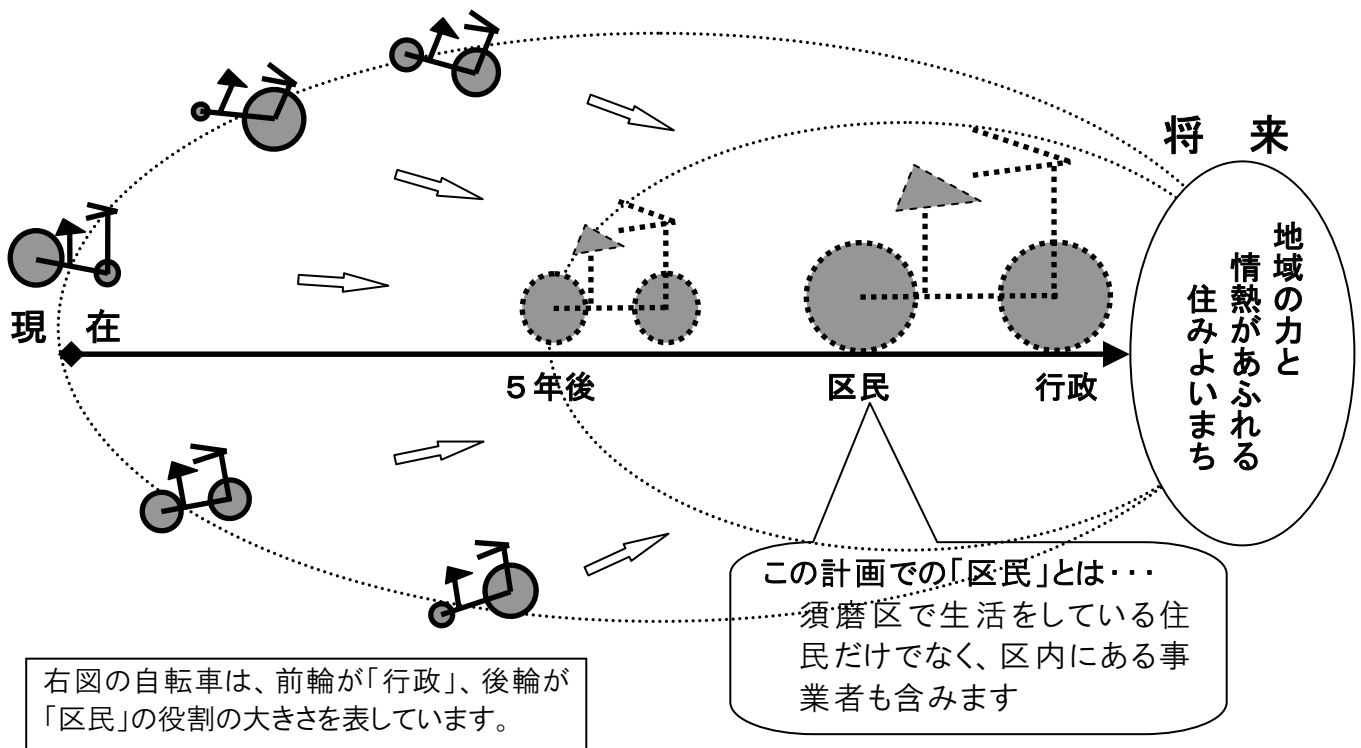 将 来
地域の力と
情熱があふれる
住みよいまち
現 在
５年後
区民
行政
この計画での「区民」とは・・・
須磨区で生活をしている住
民だけでなく、区内にある事
業者も含みます
右図の自転車は、前輪が「行政」、後輪が
「区民」の役割の大きさを表しています。